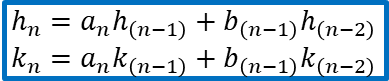 hₙ = aₙh₍ₙ₋₁₎ + b₍ₙ₋₁₎h₍ₙ₋₂₎
kₙ = aₙk₍ₙ₋₁₎ + b₍ₙ₋₁₎k₍ₙ₋₂₎